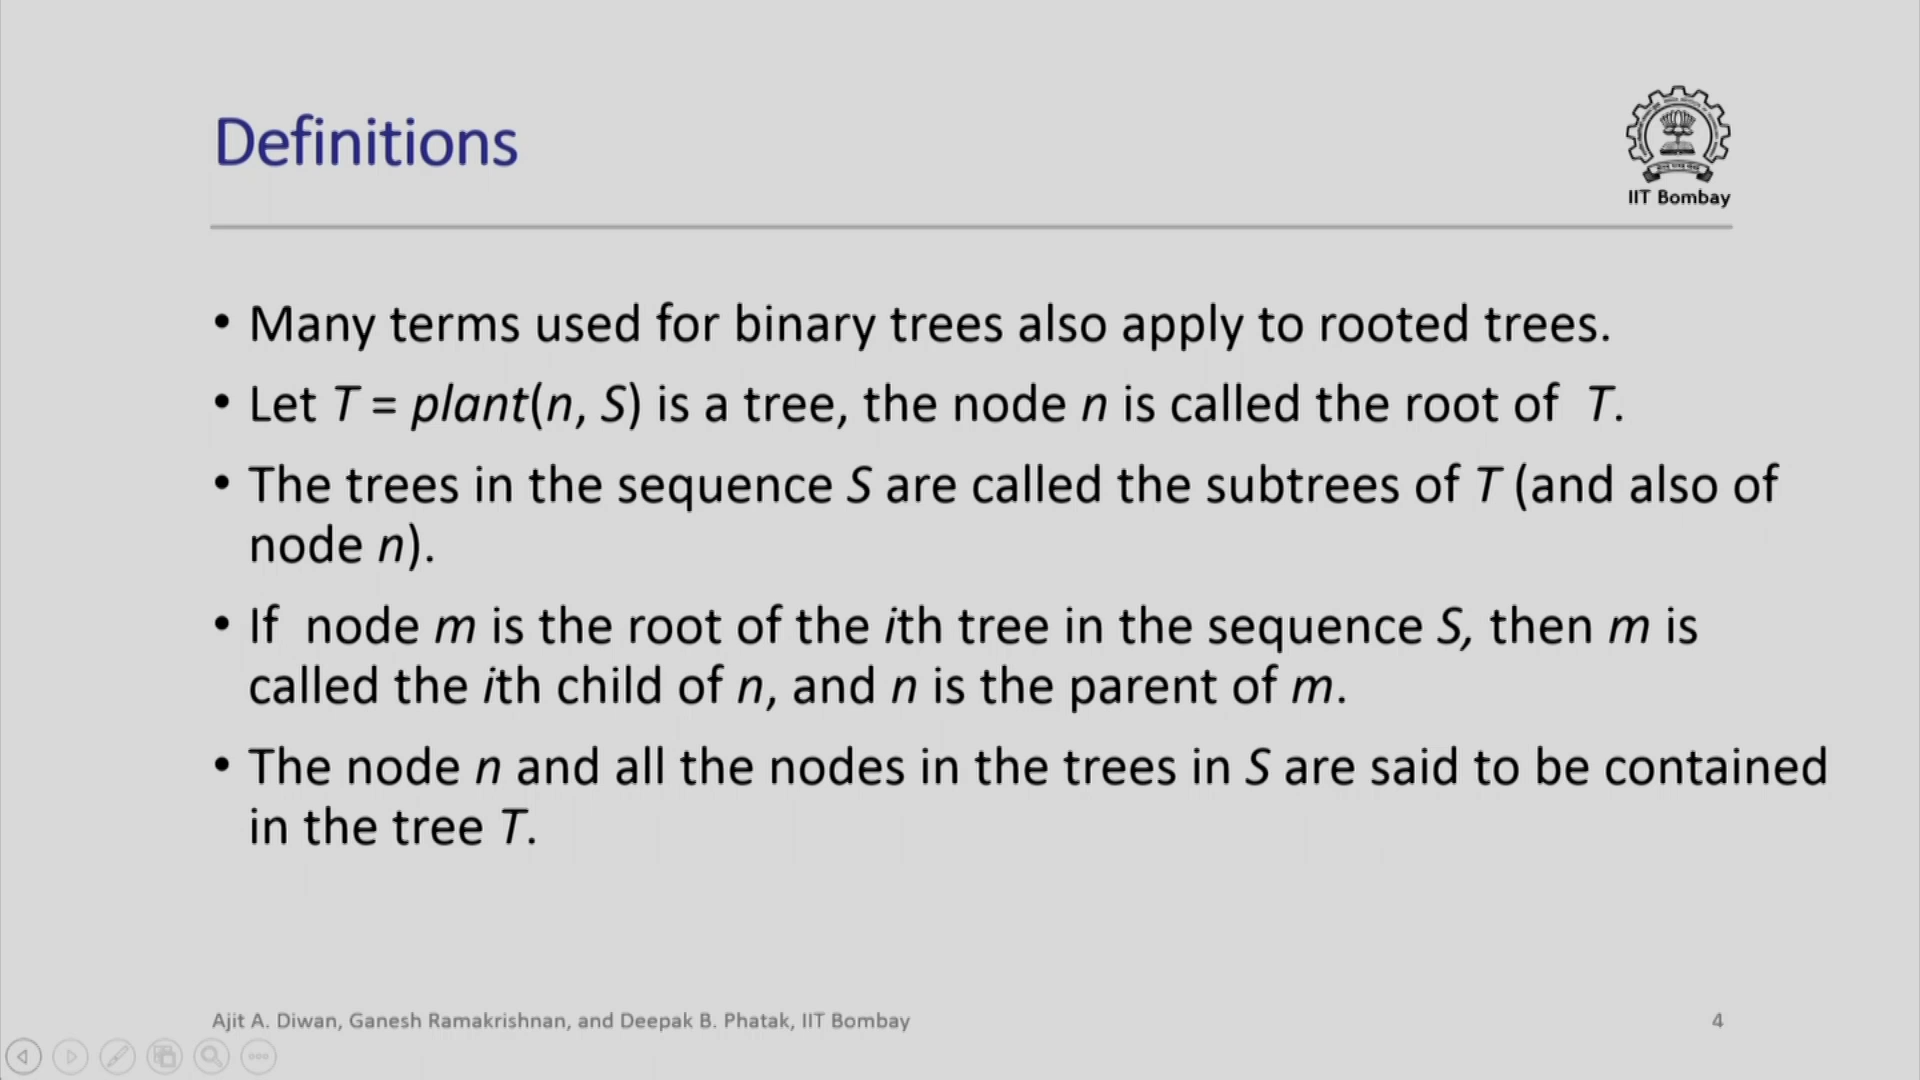 Definitions
IIT Bombay
• Many terms used for binary trees also apply to rooted trees.
• Let T = plant(n, S) is a tree, the node n is called the root of T.
• The trees in the sequence S are called the subtrees of T (and also of
node n).
• If node m is the root of the ith tree in the sequence S, then m is
called the ith child of n, and n is the parent of m.
• The node n and all the nodes in the trees in S are said to be contained
in the tree T.
Ajit A. Diwan, Ganesh Ramakrishnan, and Deepak B. Phatak, IIT Bombay
4